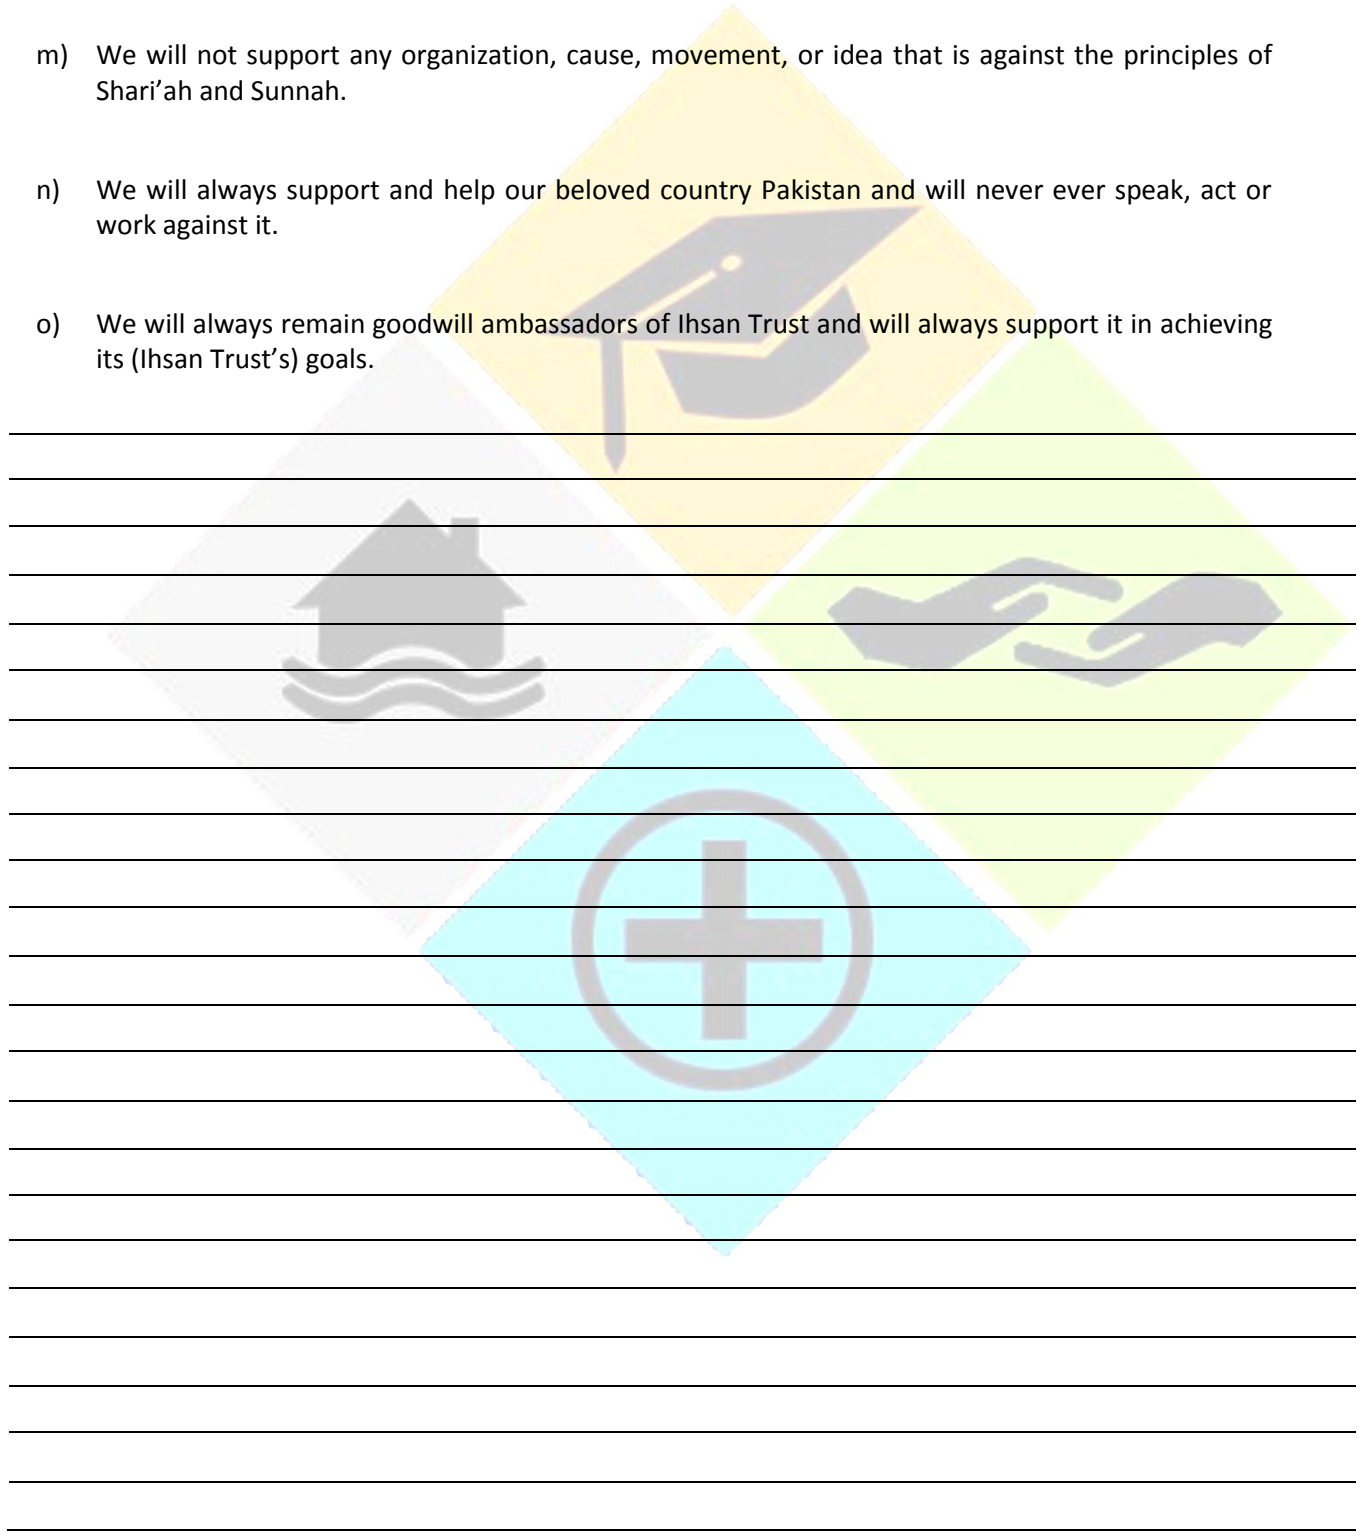 m) We will not support any organization, cause, movement, or idea that is against the principles of
Shari’ah and Sunnah.
n) We will always support and help our beloved country Pakistan and will never ever speak, act or
work against it.
o) We will always remain goodwill ambassadors of Ihsan Trust and will always support it in achieving
its (Ihsan Trust’s) goals.